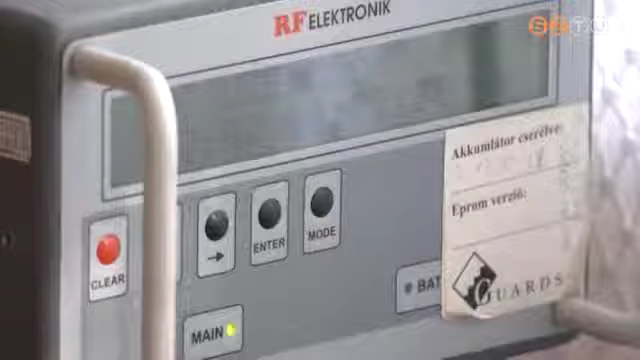 RF ELEKTRONIK
Akkumlátor cserélve:
Eprom verzió:
GUARDS
CLEAR
→
ENTER
MODE
MAIN
BAT